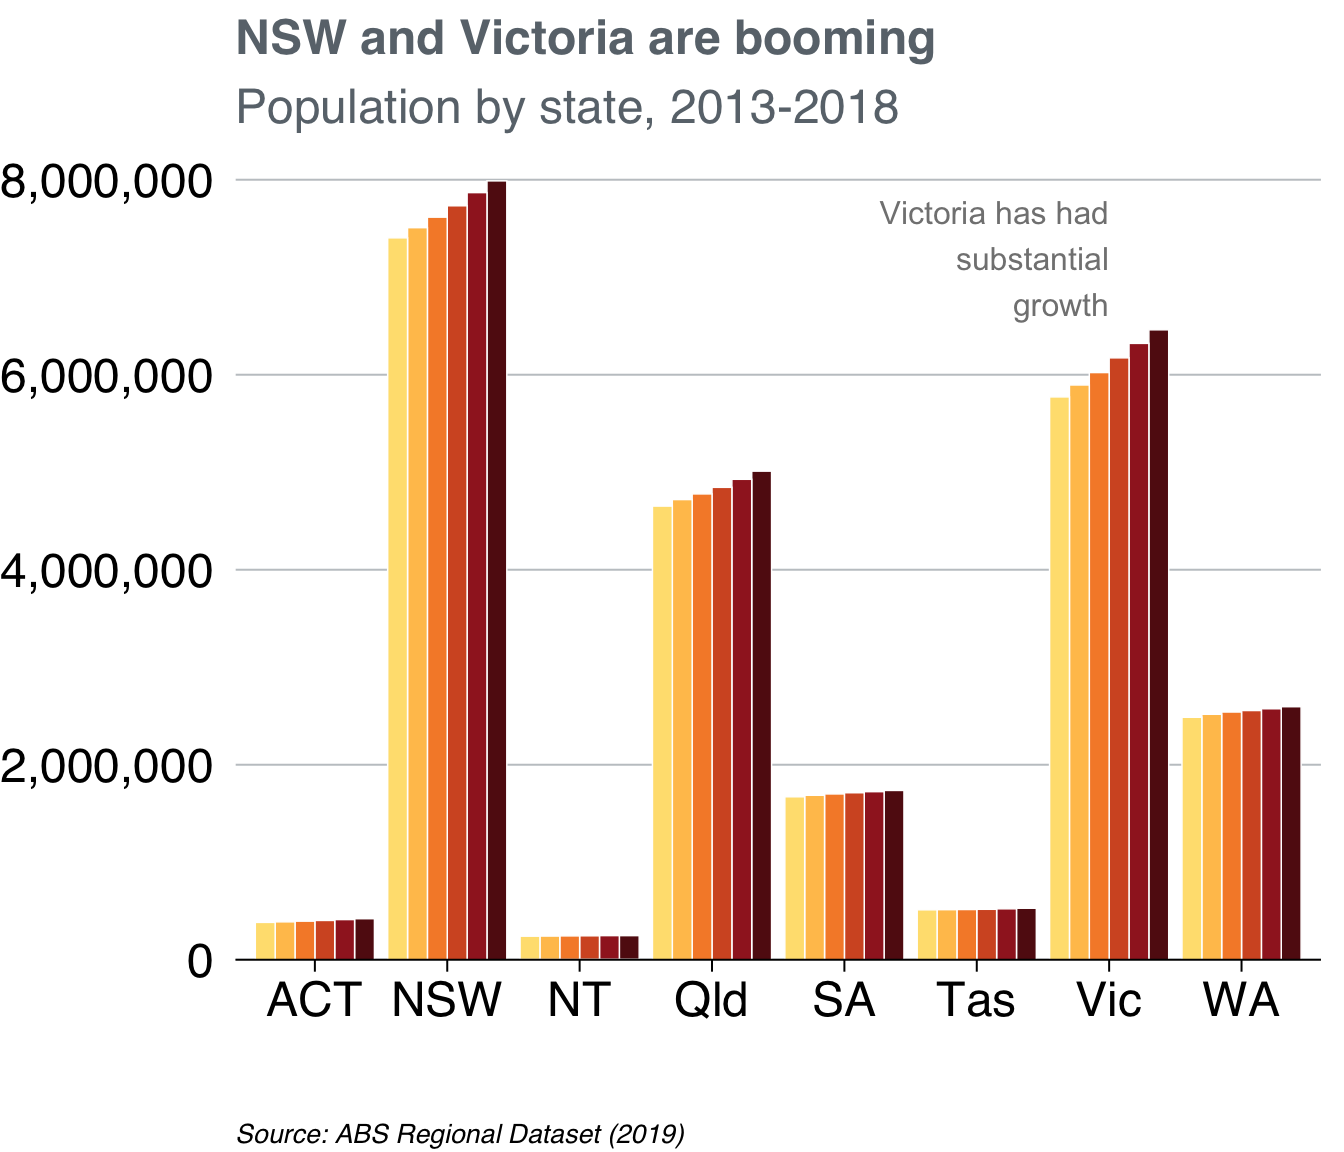 NSW and Victoria are booming
Population by state, 2013-2018
8,000,000
Victoria has had
substantial
growth
6,000,000
4,000,000
2,000,000
0
ACT NSW NT Qld SA Tas Vic WA
Source: ABS Regional Dataset (2019)